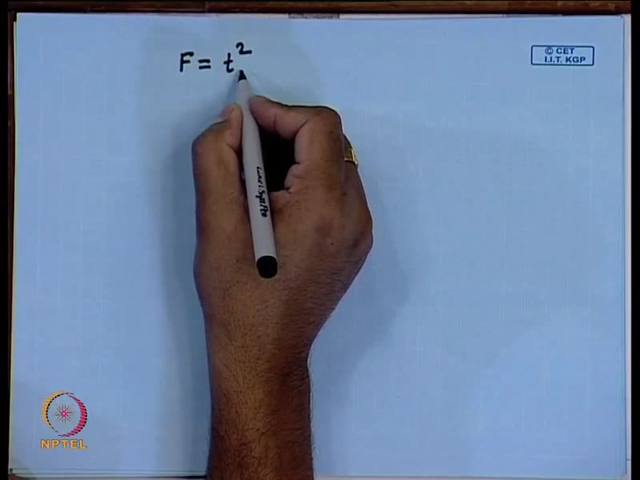 F = t²
© CET
I.I.T. KGP
NPTEL